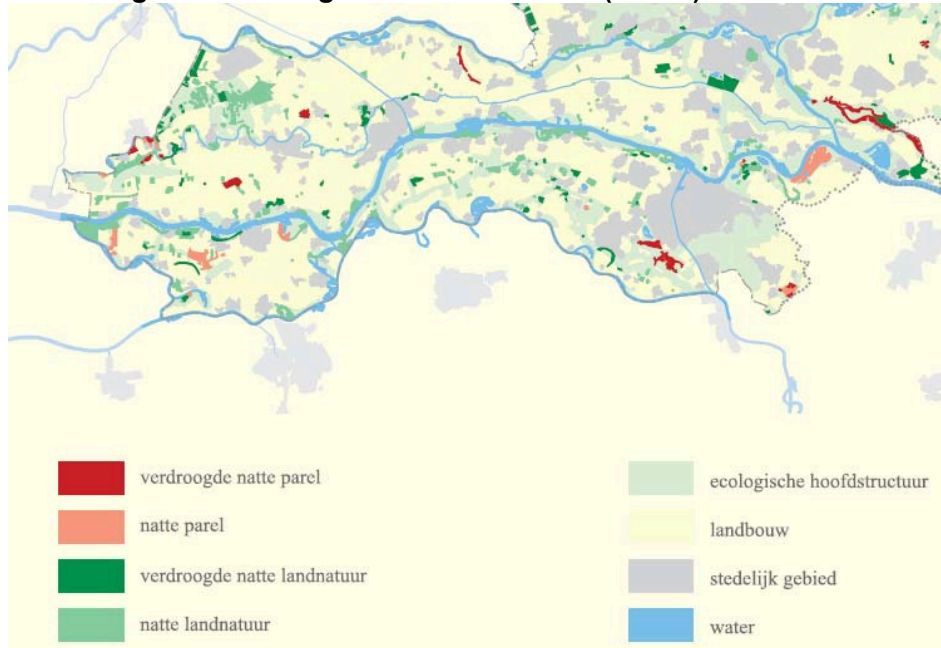 verdroogde natte parel
natte parel
verdroogde natte landnatuur
natte landnatuur
ecologische hoofdstructuur
landbouw
stedelijk gebied
water